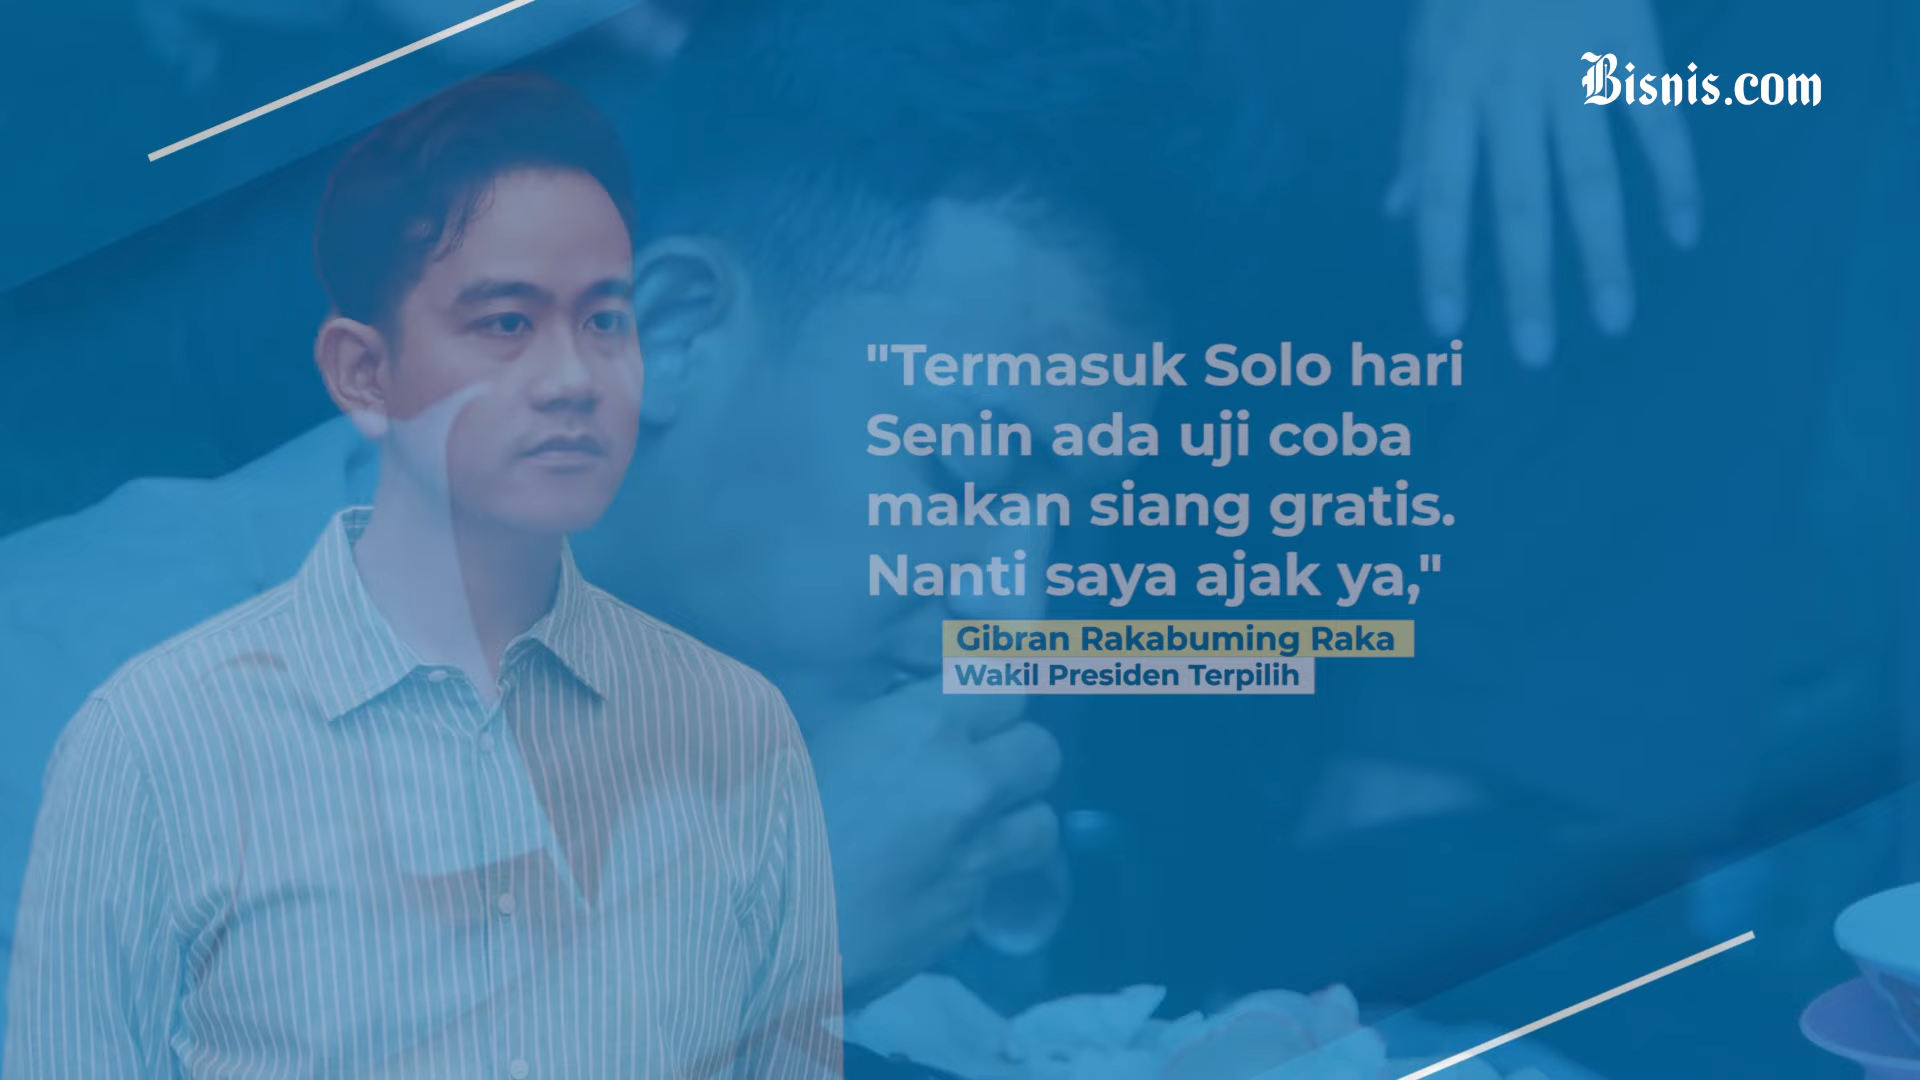 Bisnis.com
"Termasuk Solo hari
Senin ada uji coba
makan siang gratis.
Nanti saya ajak ya,"
Gibran Rakabuming Raka
Wakil Presiden Terpilih